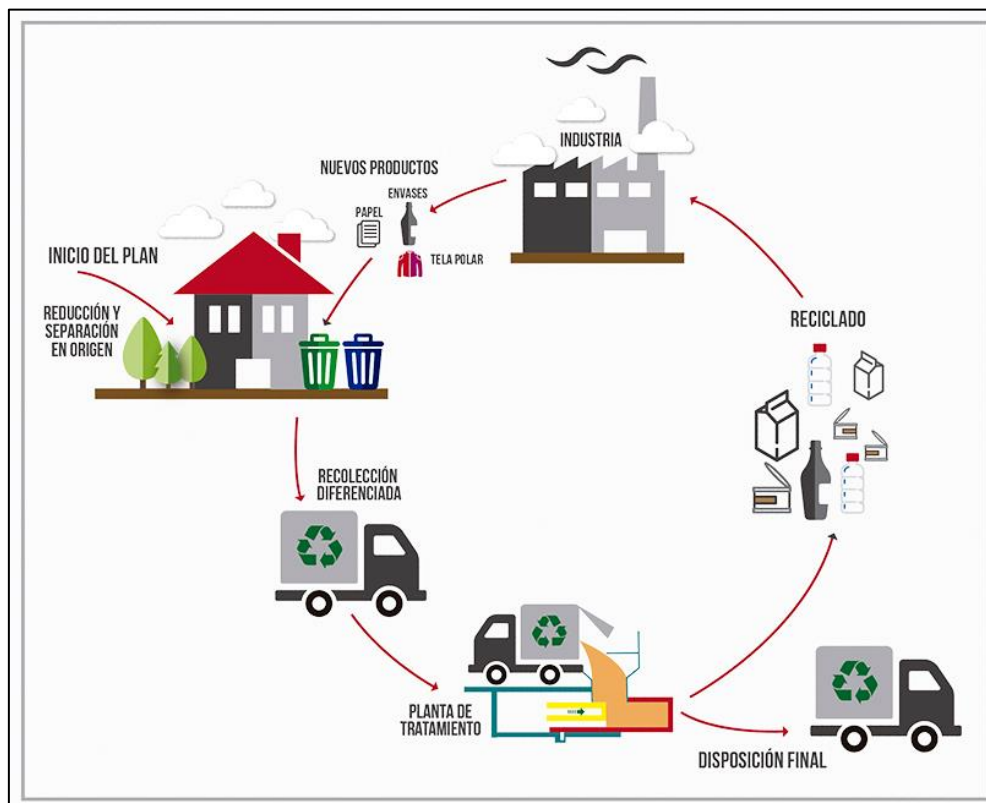 INDUSTRIA
NUEVOS PRODUCTOS
ENVASES
PAPEL
TELA POLAR
INICIO DEL PLAN
REDUCCIÓN Y
SEPARACIÓN
EN ORIGEN
RECICLADO
RECOLECCIÓN
DIFERENCIADA
PLANTA DE
TRATAMIENTO
DISPOSICIÓN FINAL